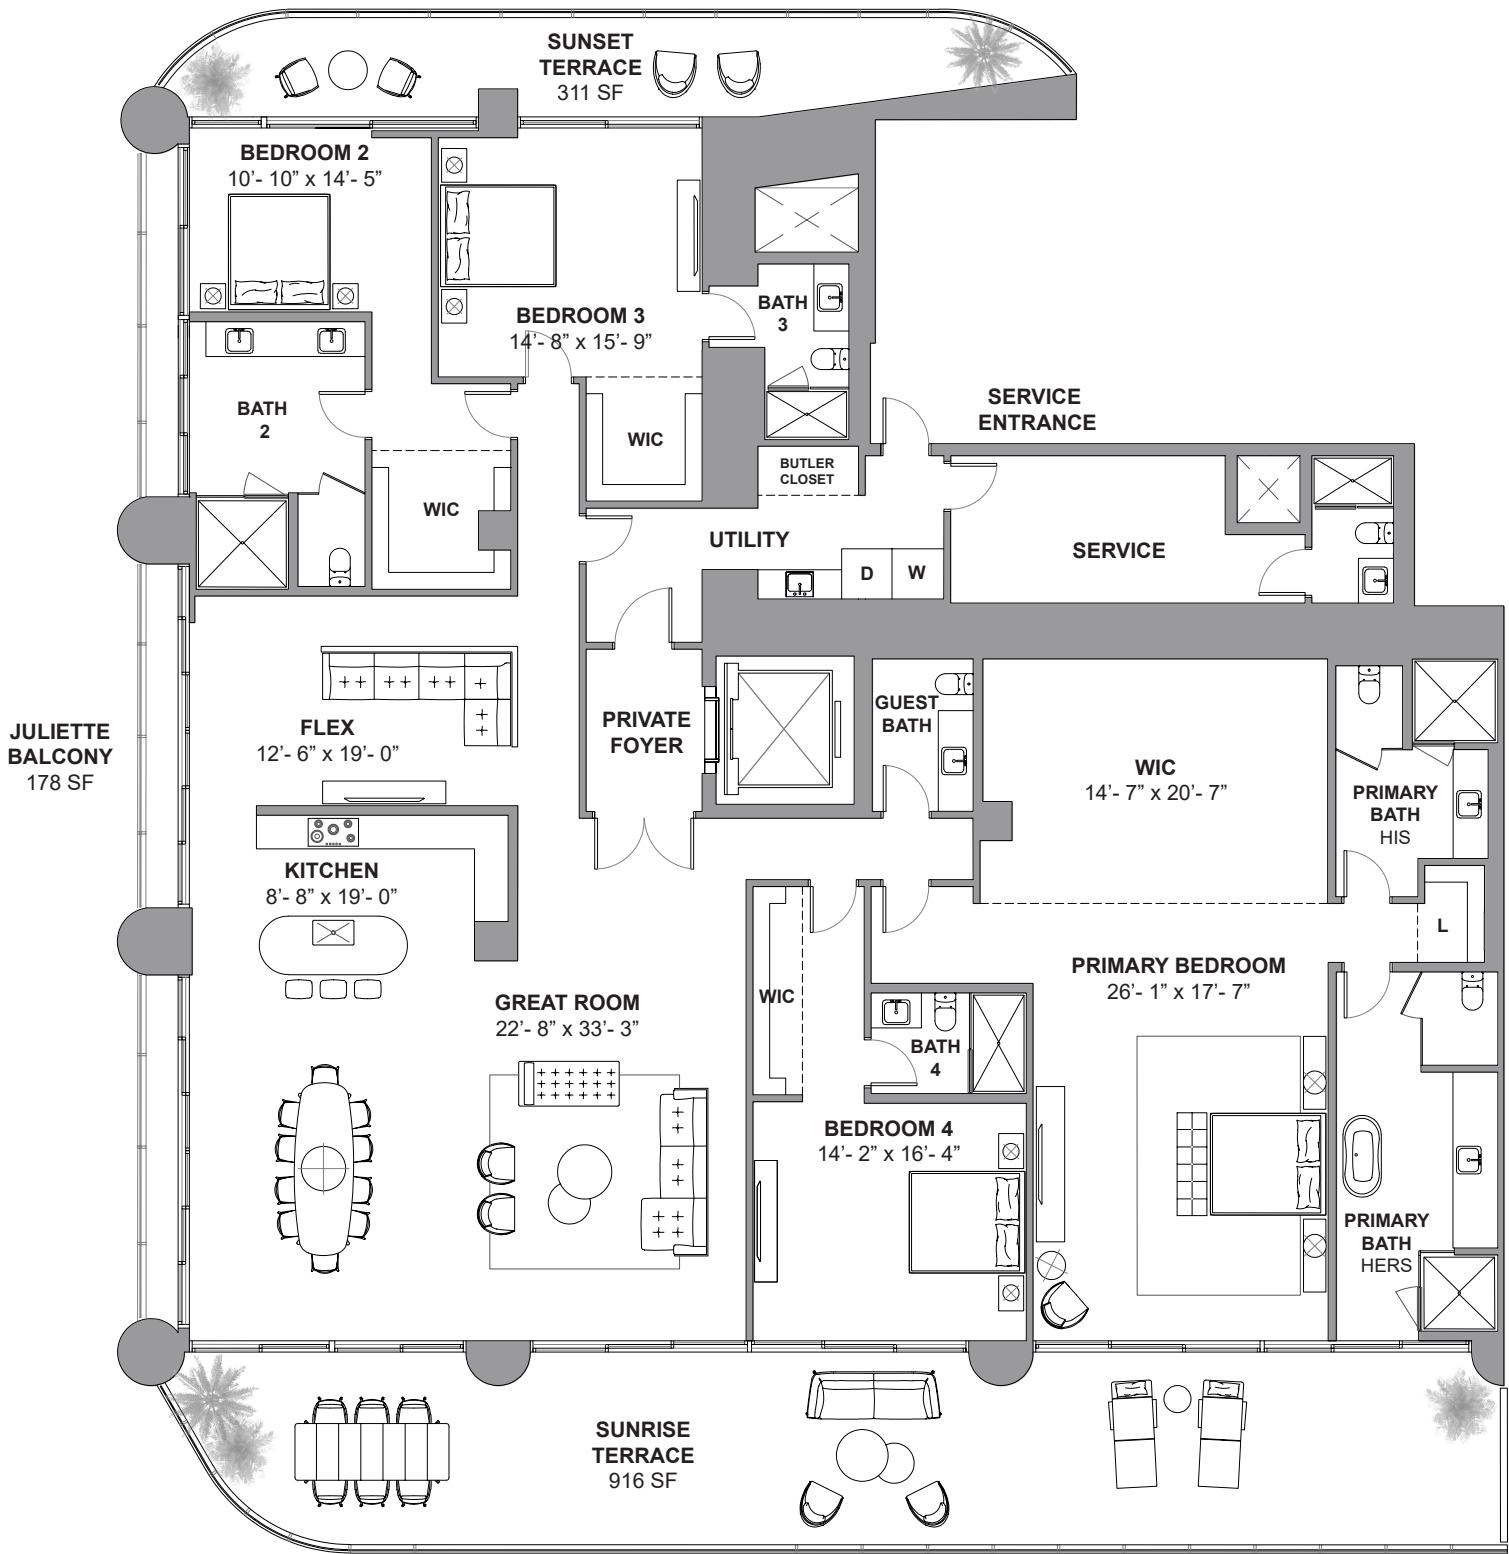 SUNSET
TERRACE
311 SF
BEDROOM 2
10’- 10” x 14’- 5”
BEDROOM 3
14’- 8” x 15’- 9”
BATH
3
BATH
2
WIC
WIC
SERVICE
ENTRANCE
BUTLER
CLOSET
UTILITY
D
W
SERVICE
JULIETTE
BALCONY
178 SF
FLEX
12’- 6” x 19’- 0”
PRIVATE
FOYER
GUEST
BATH
WIC
14’- 7” x 20’- 7”
PRIMARY
BATH
HIS
KITCHEN
8’- 8” x 19’- 0”
L
PRIMARY BEDROOM
26’- 1” x 17’- 7”
WIC
GREAT ROOM
22’- 8” x 33’- 3”
BATH
4
BEDROOM 4
14’- 2” x 16’- 4”
PRIMARY
BATH
HERS
SUNRISE
TERRACE
916 SF